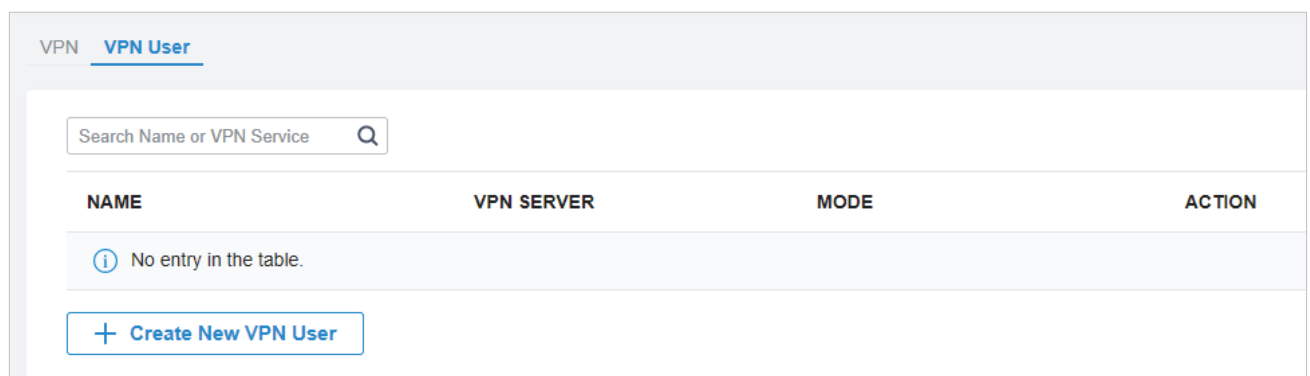 VPN VPN User
Search Name or VPN Service
NAME VPN SERVER MODE ACTION
No entry in the table.
Create New VPN User